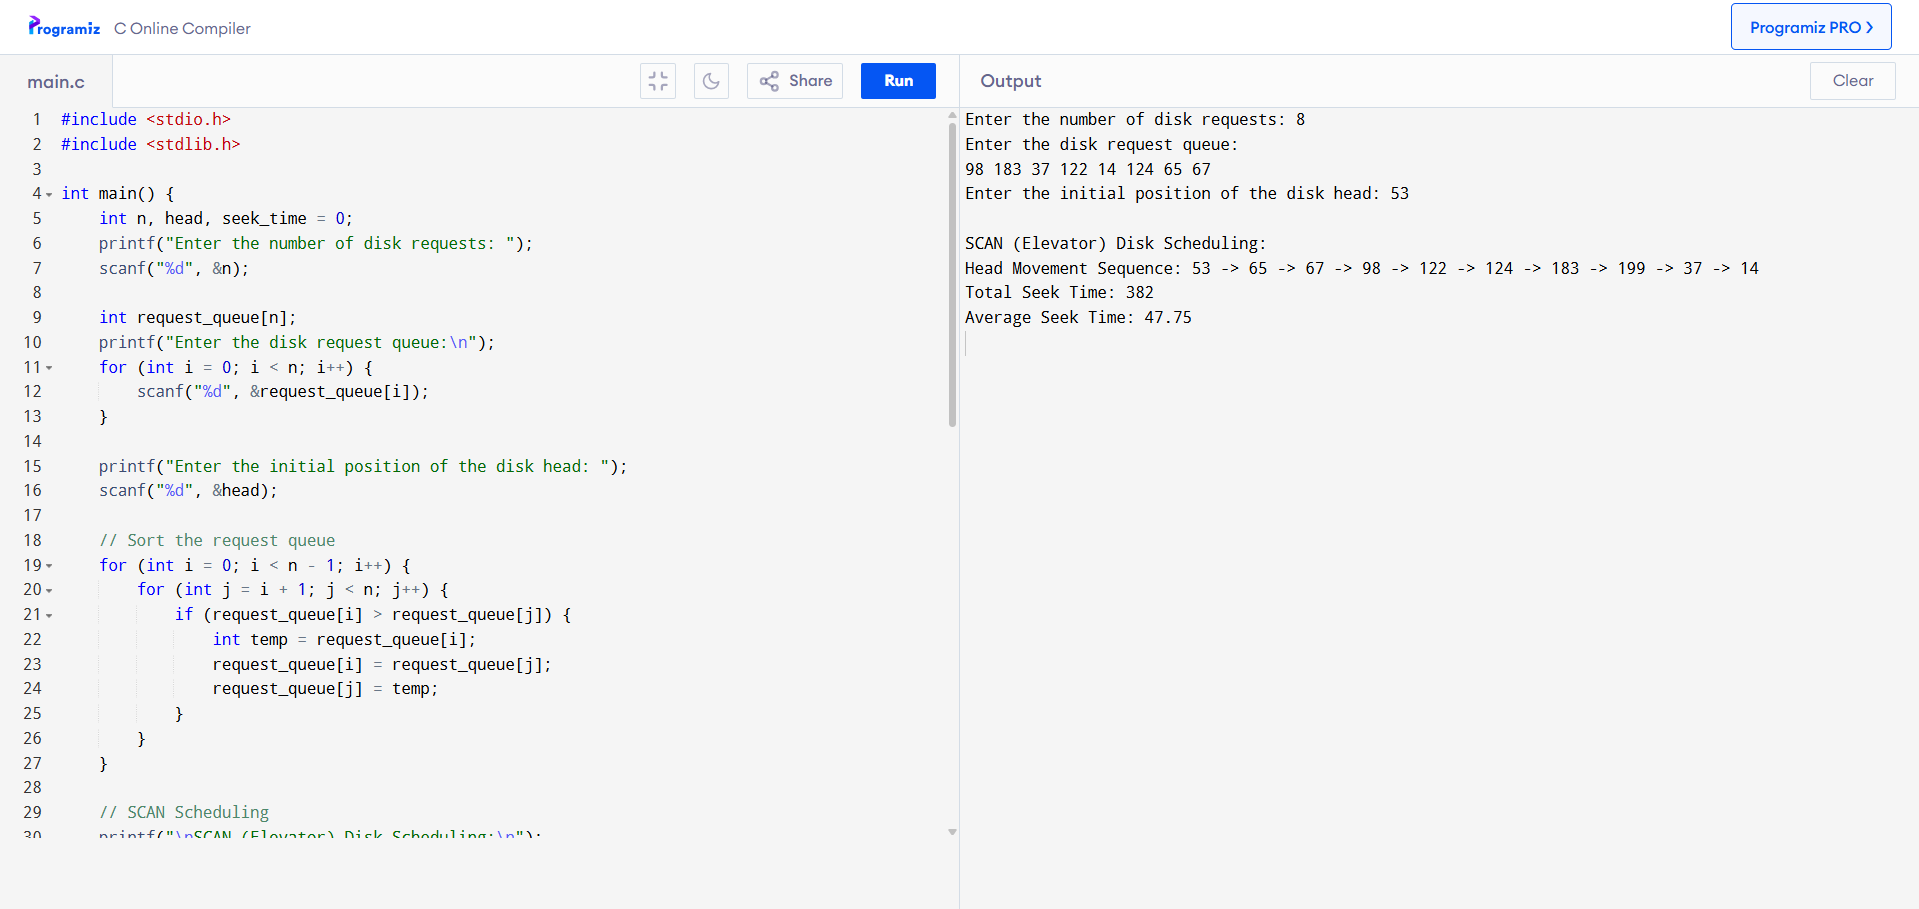 Programiz C Online Compiler
Programiz PRO ❯
main.c
Share
Run
Output
Clear
1 #include <stdio.h>
2 #include <stdlib.h>
3
4 int main() {
5     int n, head, seek_time = 0;
6     printf("Enter the number of disk requests: ");
7     scanf("%d", &n);
8
9     int request_queue[n];
10     printf("Enter the disk request queue:\n");
11     for (int i = 0; i < n; i++) {
12         scanf("%d", &request_queue[i]);
13     }
14
15     printf("Enter the initial position of the disk head: ");
16     scanf("%d", &head);
17
18     // Sort the request queue
19     for (int i = 0; i < n - 1; i++) {
20         for (int j = i + 1; j < n; j++) {
21             if (request_queue[i] > request_queue[j]) {
22                 int temp = request_queue[i];
23                 request_queue[i] = request_queue[j];
24                 request_queue[j] = temp;
25             }
26         }
27     }
28
29     // SCAN Scheduling
30     printf("\nSCAN (Elevator) Disk Scheduling:\n");
Enter the number of disk requests: 8
Enter the disk request queue:
98 183 37 122 14 124 65 67
Enter the initial position of the disk head: 53
SCAN (Elevator) Disk Scheduling:
Head Movement Sequence: 53 -> 65 -> 67 -> 98 -> 122 -> 124 -> 183 -> 199 -> 37 -> 14
Total Seek Time: 382
Average Seek Time: 47.75